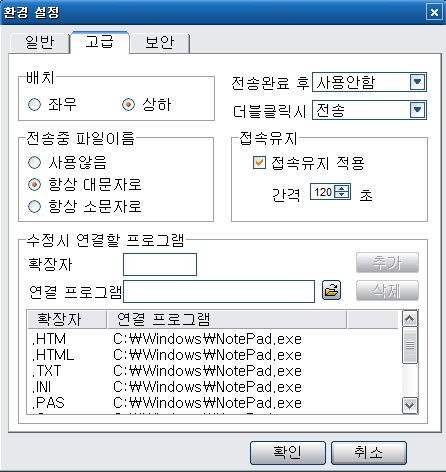 환경 설정
일반 고급 보안
배치
좌우 상하
전송완료 후 사용안함
더블클릭시 전송
전송중 파일이름
사용않음
항상 대문자로
항상 소문자로
접속유지
접속유지 적용
간격 120 초
수정시 연결할 프로그램
확장자 추가
연결 프로그램 삭제
확장자 연결 프로그램
.HTM C:₩Windows₩NotePad.exe
.HTML C:₩Windows₩NotePad.exe
.TXT C:₩Windows₩NotePad.exe
.INI C:₩Windows₩NotePad.exe
.PAS C:₩Windows₩NotePad.exe
확인 취소